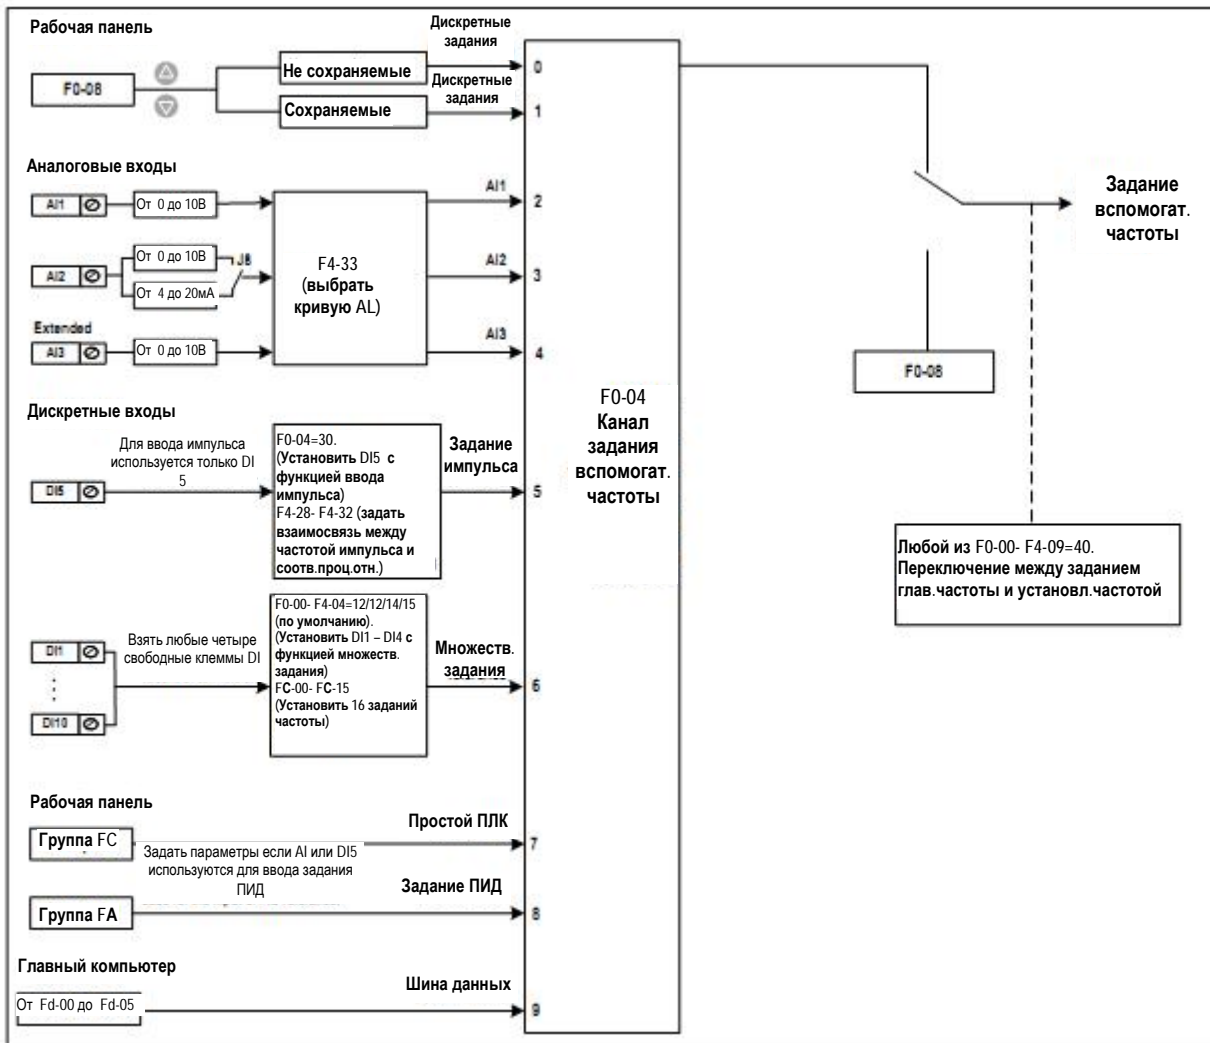 Рабочая панель
Дискретные
задания
F0-08
Не сохраняемые
0
Дискретные
задания
Сохраняемые
1
Аналоговые входы
AI1
От 0 до 10В
AI1
2
AI2
От 0 до 10В
J8
От 4 до 20мА
F4-33
(выбрать
кривую AL)
AI2
3
Extended
AI3
От 0 до 10В
AI3
4
Задание
вспомогат.
частоты
F0-08
F0-04
Канал
задания
вспомогат.
частоты
Дискретные входы
Для ввода импульса
используется только DI
5
DI5
F0-04=30.
(Установить DI5 с
функцией ввода
импульса)
F4-28- F4-32 (задать
взаимосвязь между
частотой импульса и
соотв.проц.отн.)
Задание
импульса
5
Любой из F0-00- F4-09=40.
Переключение между заданием
глав.частоты и установл.частотой
DI1
DI10
Взять любые четыре
свободные клеммы DI
F0-00- F4-04=12/12/14/15
(по умолчанию).
(Установить DI1 – DI4 с
функцией множеств.
задания)
FC-00- FC-15
(Установить 16 заданий
частоты)
Множеств.
задания
6
Рабочая панель
Группа FC
Простой ПЛК
7
Задать параметры если AI или DI5
используются для ввода задания
ПИД
Группа FA
Задание ПИД
8
Главный компьютер
От Fd-00 до Fd-05
Шина данных
9